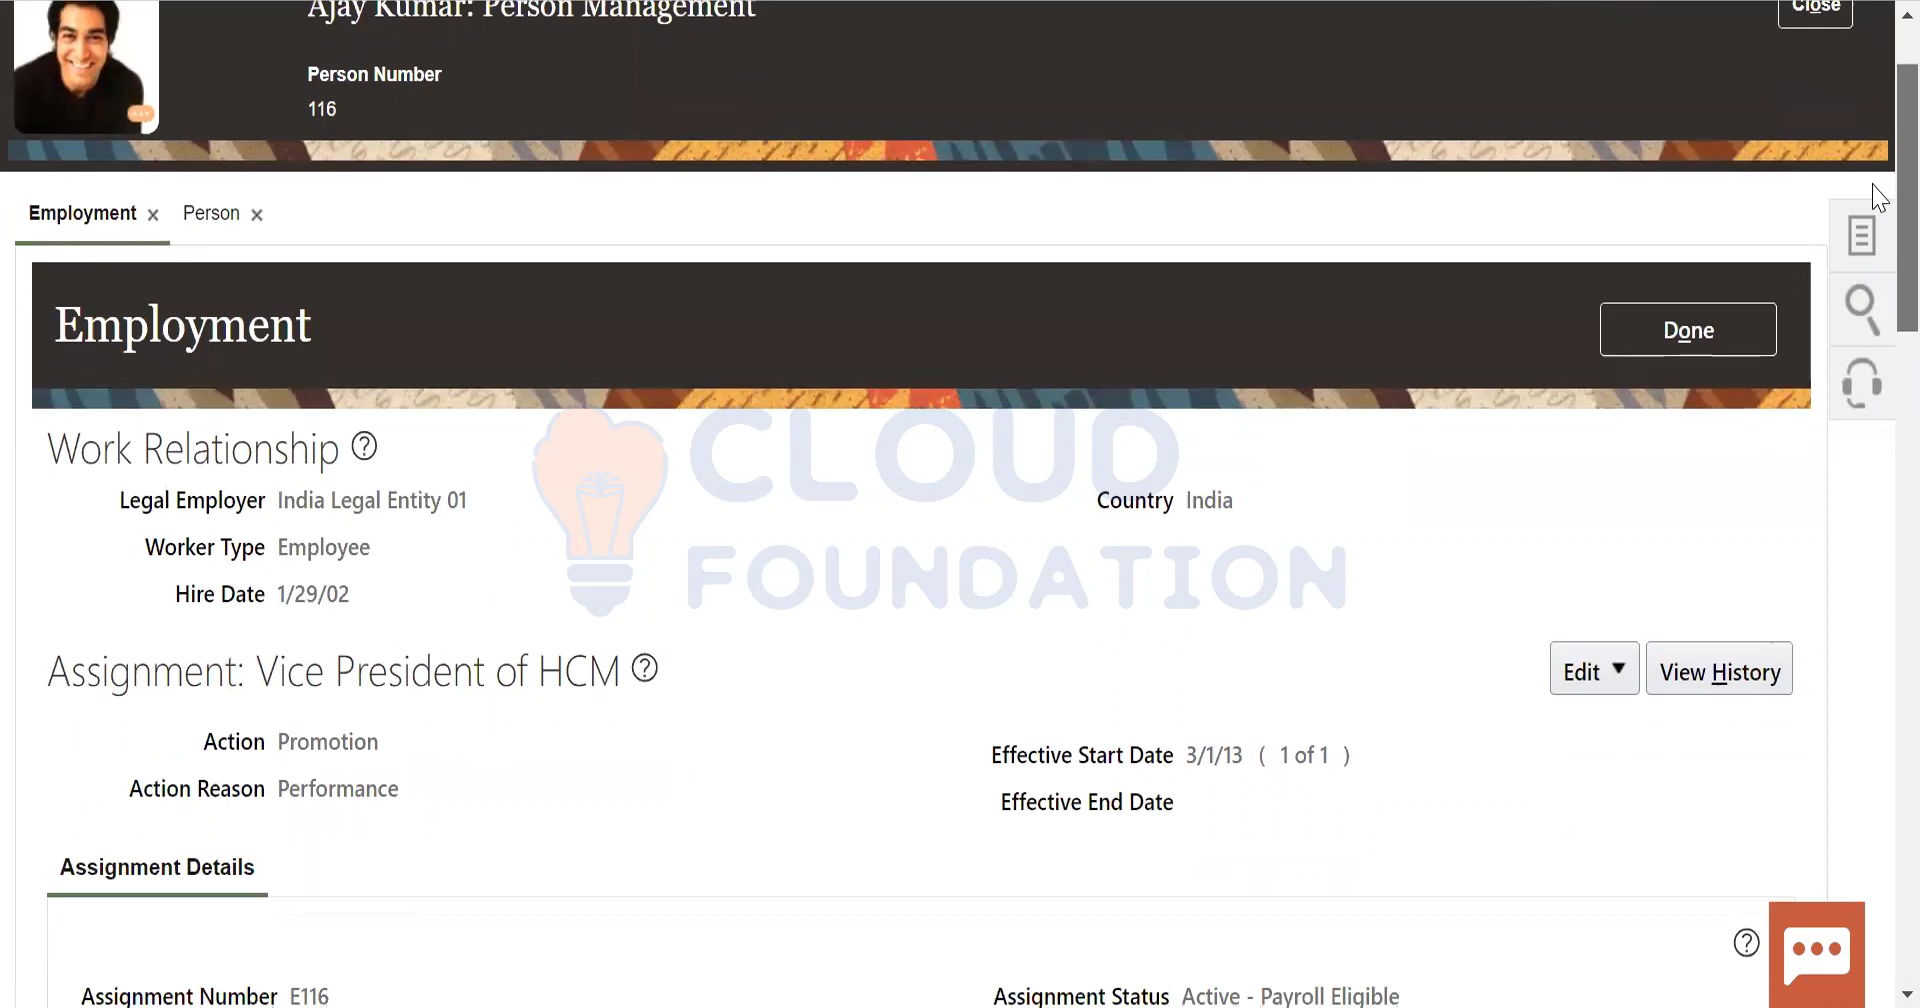 Ajay Kumar: Person Management
Close
Person Number
116
Employment x Person x
Employment
Done
CLOUD
FOUNDATION
Work Relationship ?
Legal Employer India Legal Entity 01
Country India
Worker Type Employee
Hire Date 1/29/02
Assignment: Vice President of HCM ?
Edit ▼ View History
Action Promotion
Effective Start Date 3/1/13 ( 1 of 1 )
Action Reason Performance
Effective End Date
Assignment Details
?
Assignment Number E116
Assignment Status Active - Payroll Eligible